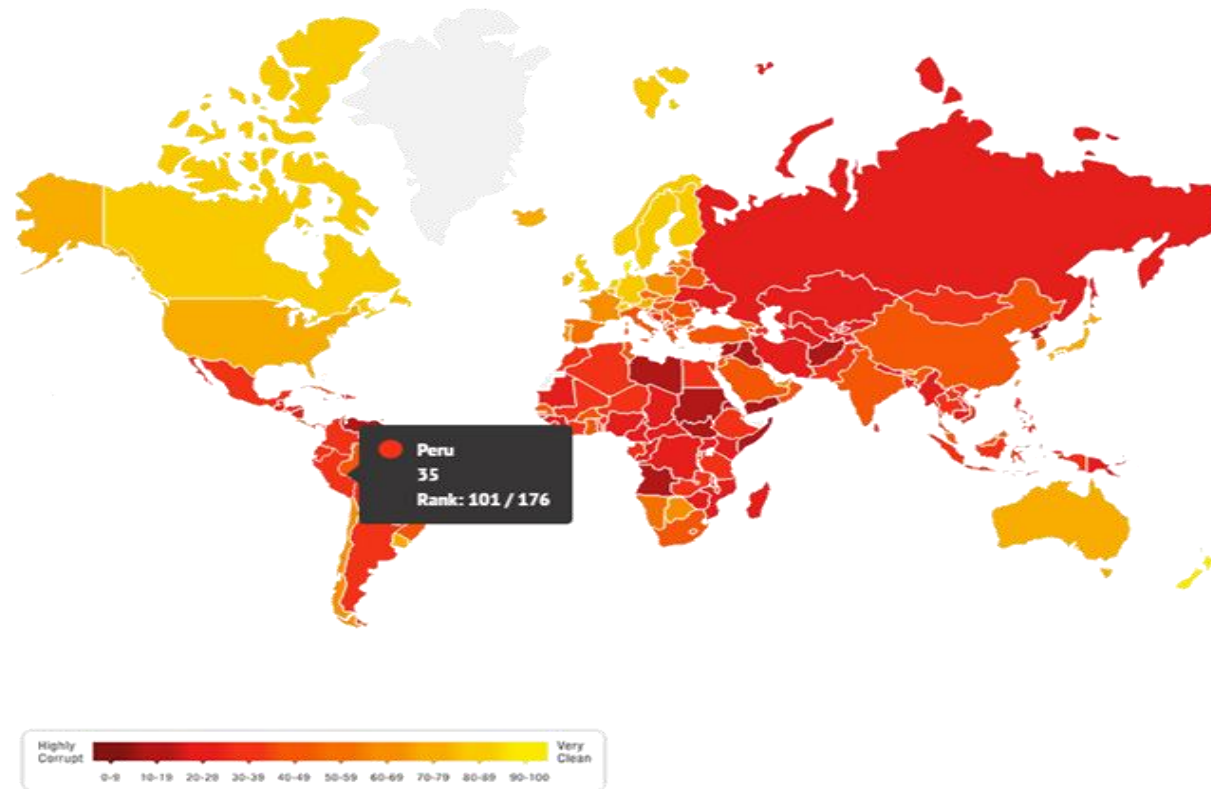 Peru
35
Rank: 101 / 176
Highly
Corrupt
0-9 10-19 20-29 30-39 40-49 50-59 60-69 70-79 80-89 90-100
Very
Clean